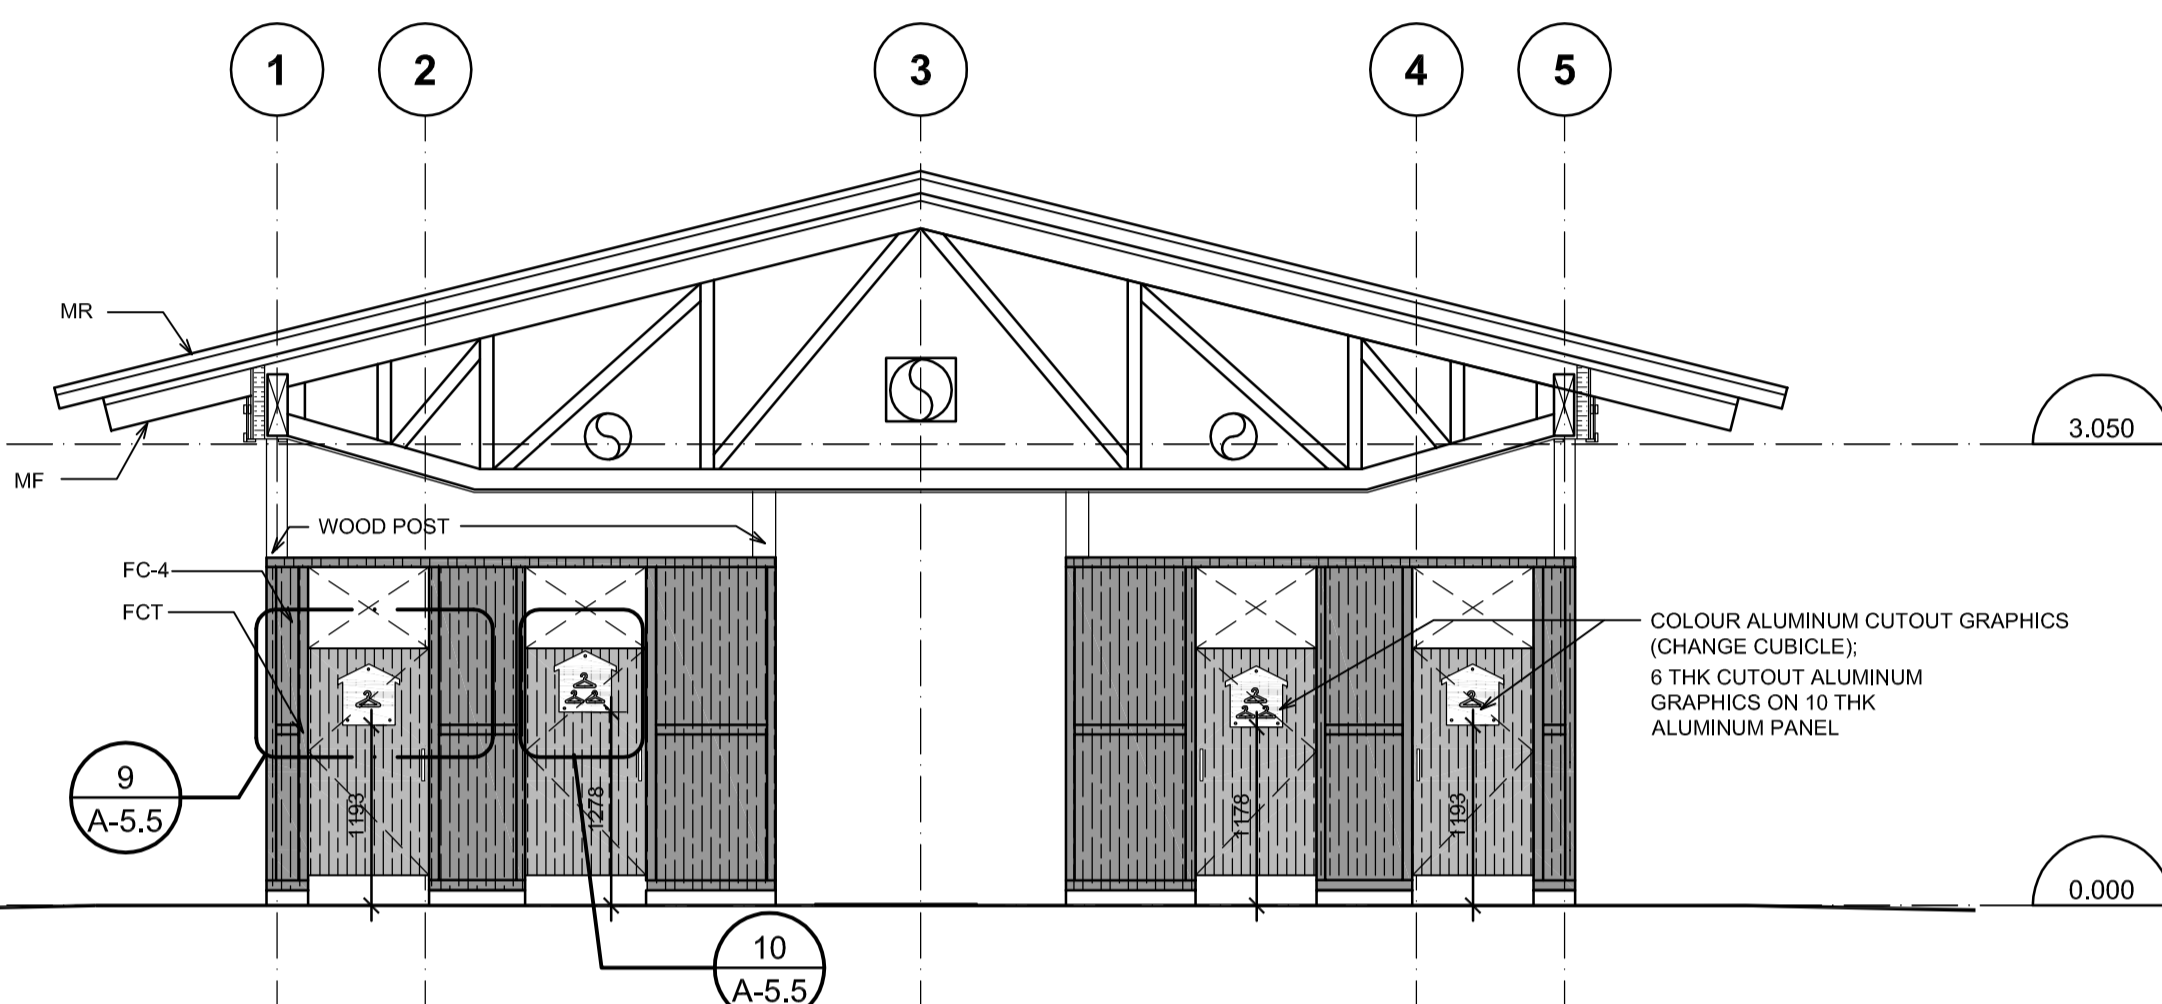 1
2
3
4
5
MR
3.050
MF
WOOD POST
FC-4
FCT
COLOUR ALUMINUM CUTOUT GRAPHICS
(CHANGE CUBICLE);
6 THK CUTOUT ALUMINUM
GRAPHICS ON 10 THK
ALUMINUM PANEL
9
A-5.5
1193
1278
1178
1193
0.000
10
A-5.5